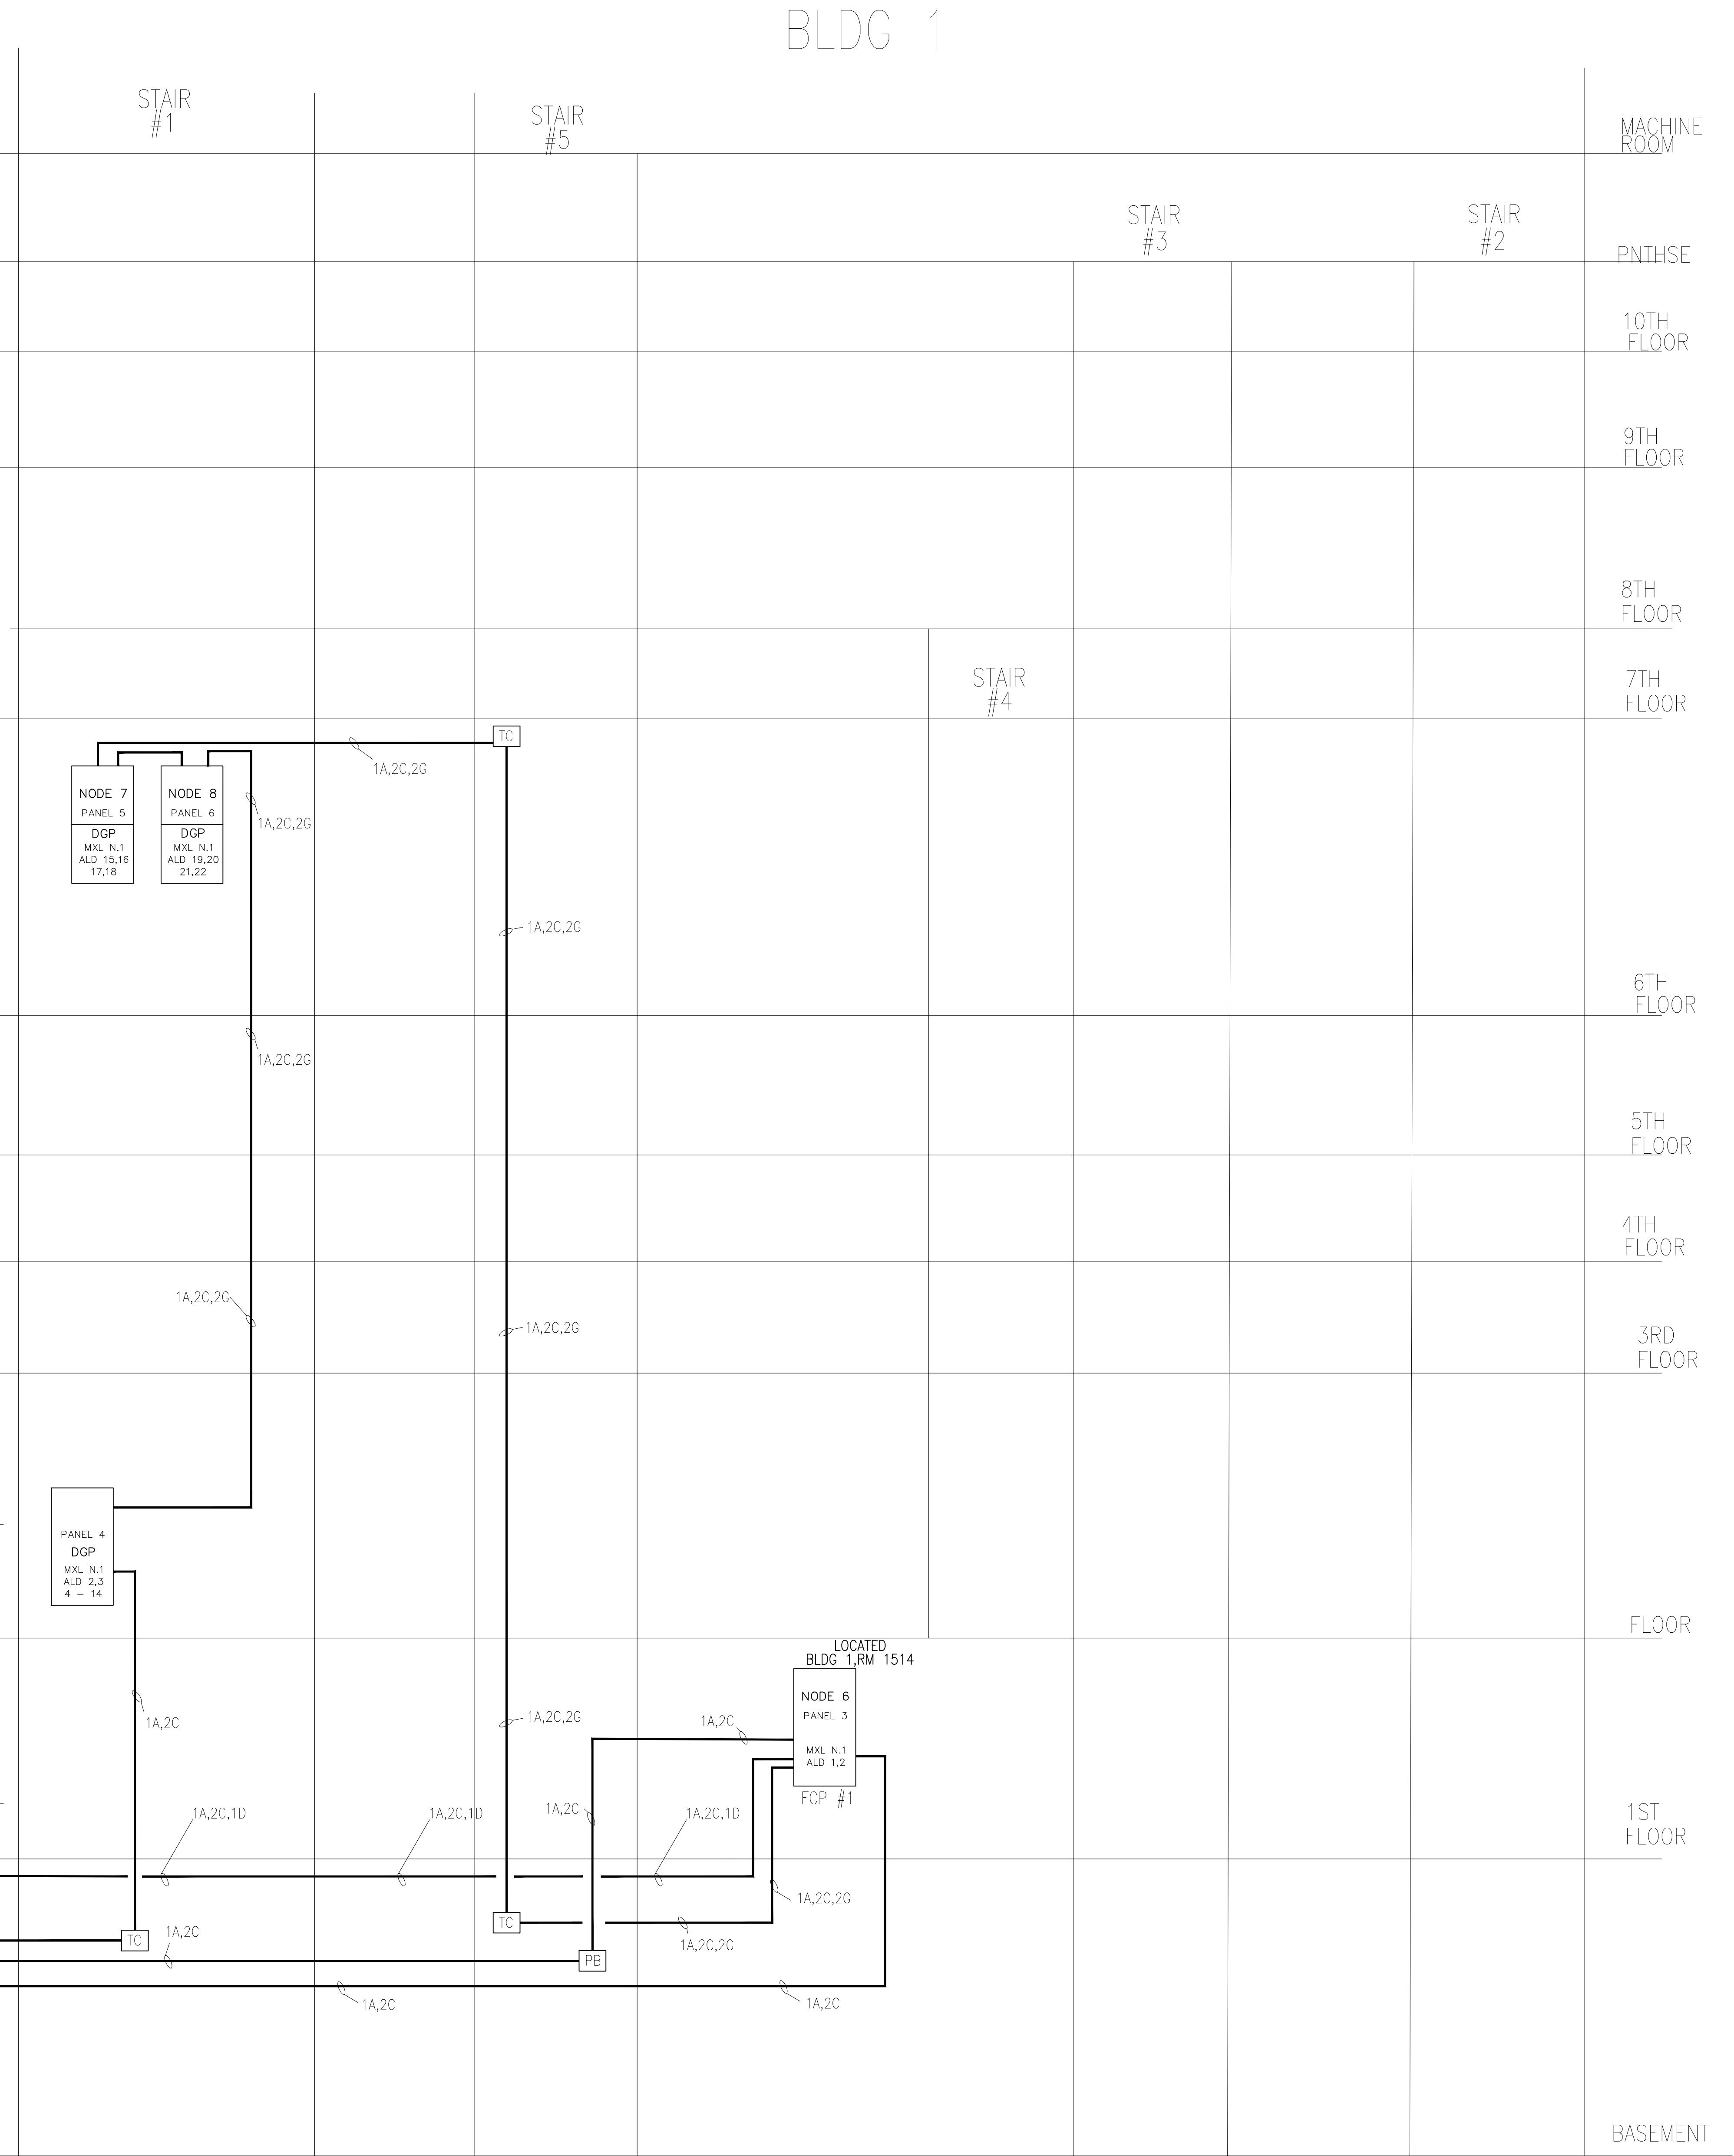 BLDG 1
STAIR
#1
STAIR
#5
MACHINE
ROOM
STAIR
#3
STAIR
#2
PNTHSE
10TH
FLOOR
9TH
FLOOR
8TH
FLOOR
STAIR
#4
7TH
FLOOR
TC
1A,2C,2G
NODE 7
PANEL 5
DGP
MXL N.1
ALD 15,16
17,18
NODE 8
PANEL 6
DGP
MXL N.1
ALD 19,20
21,22
1A,2C,2G
1A,2C,2G
6TH
FLOOR
1A,2C,2G
5TH
FLOOR
4TH
FLOOR
1A,2C,2G
1A,2C,2G
3RD
FLOOR
PANEL 4
DGP
MXL N.1
ALD 2,3
4 - 14
FLOOR
LOCATED
BLDG 1,RM 1514
NODE 6
PANEL 3
MXL N.1
ALD 1,2
FCP #1
1A,2C
1A,2C,2G
1A,2C
1A,2C,1D
1A,2C,1D
1A,2C
1A,2C,1D
1ST
FLOOR
1A,2C,2G
TC
1A,2C
TC
1A,2C,2G
PB
1A,2C
1A,2C
BASEMENT